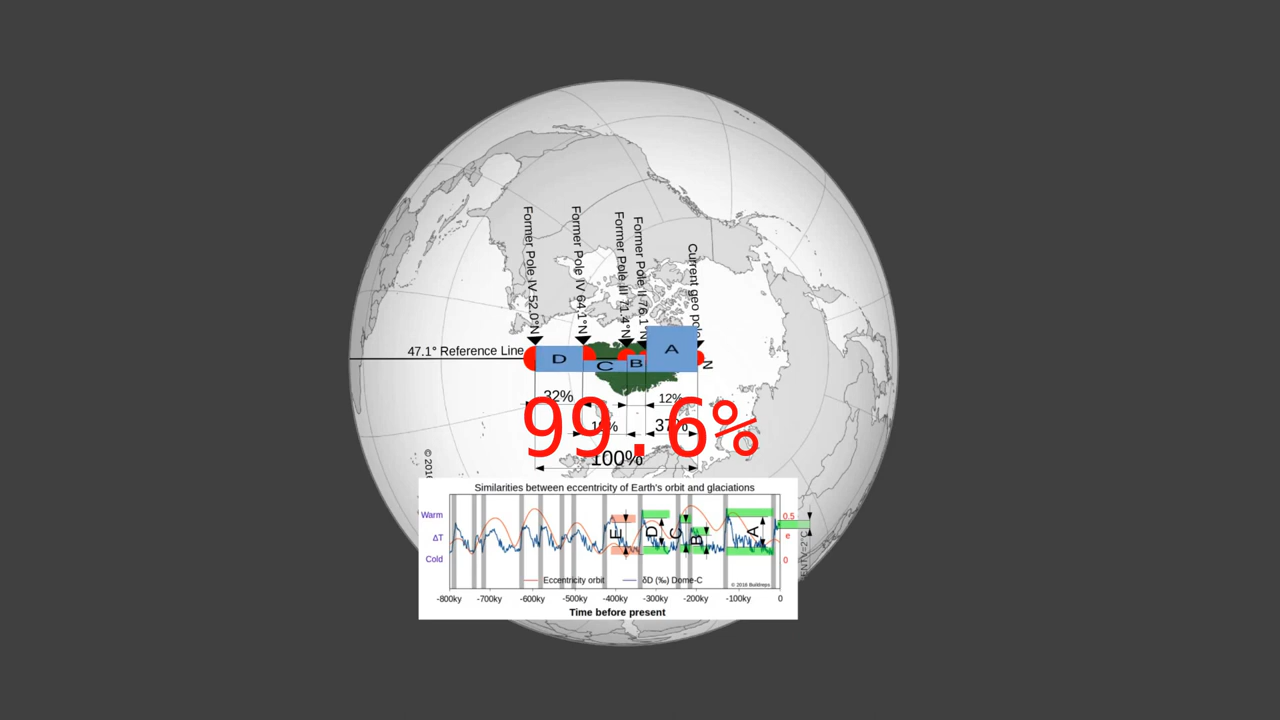 Former Pole IV 52.0°N
Former Pole IV 64.1°N
Former Pole III 71.4°N
Former Pole II 76.1°N
Current geo pole
47.1° Reference Line
D
C
B
A
N
32%
12%
37%
99.6%
100%
© 2016
Similarities between eccentricity of Earth's orbit and glaciations
Warm
ΔT
Cold
E
D
C
B
A
0.5
e
0
Eccentricity orbit
δD (‰) Dome-C
© 2016 Buildreps
-800ky -700ky -600ky -500ky -400ky -300ky -200ky -100ky 0
Time before present